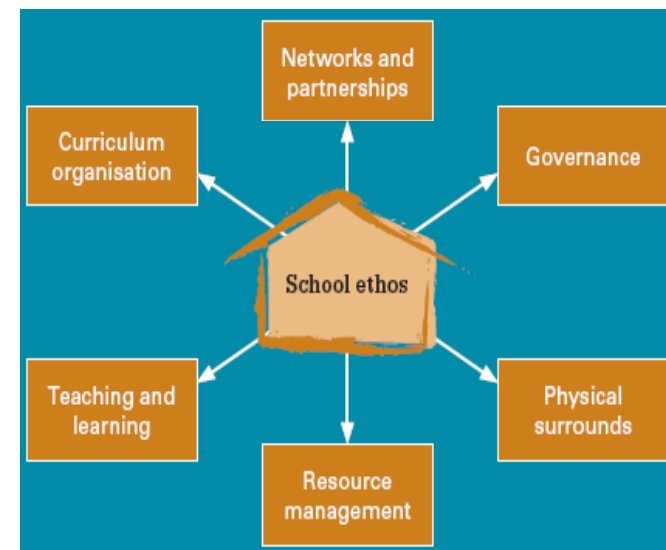 Networks and
partnerships
Curriculum
organisation
Governance
School ethos
Teaching and
learning
Physical
surrounds
Resource
management